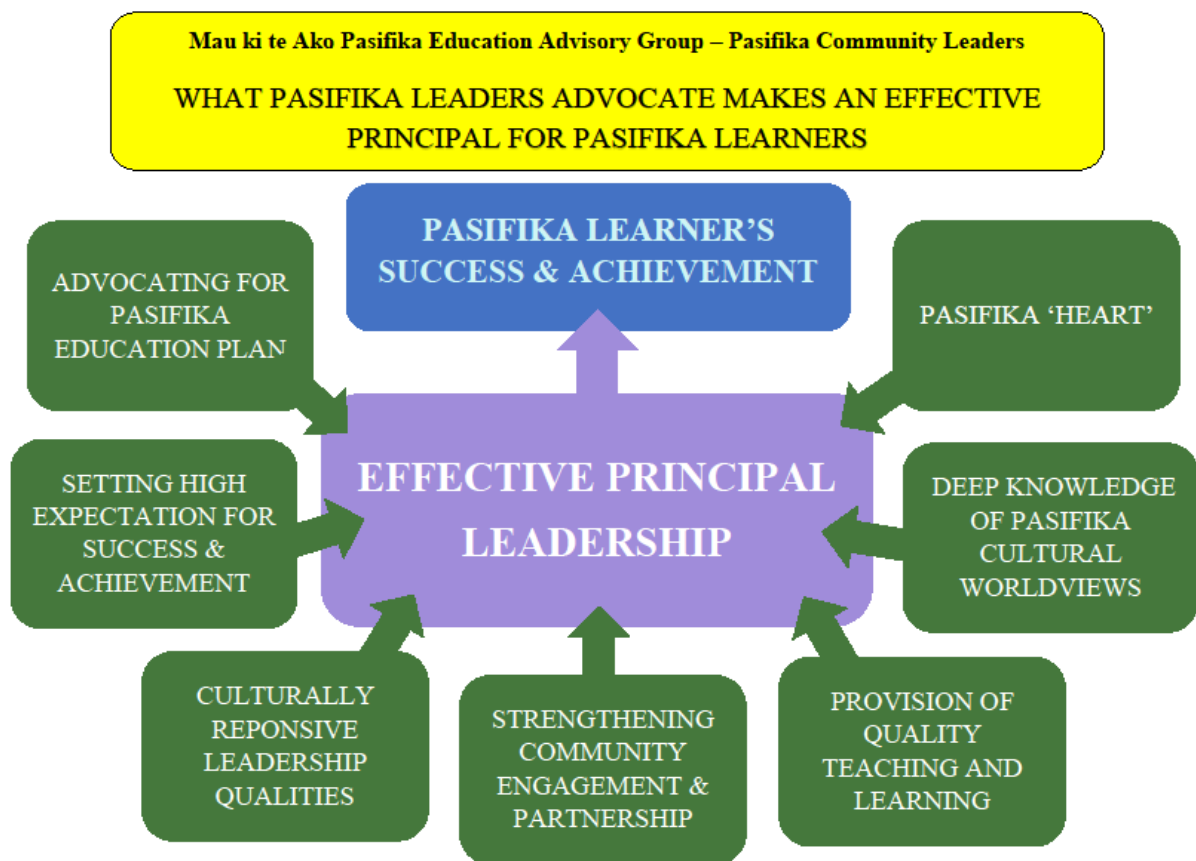 Mau ki te Ako Pasifika Education Advisory Group – Pasifika Community Leaders
WHAT PASIFIKA LEADERS ADVOCATE MAKES AN EFFECTIVE
PRINCIPAL FOR PASIFIKA LEARNERS
PASIFIKA LEARNER’S
SUCCESS & ACHIEVEMENT
ADVOCATING FOR
PASIFIKA
EDUCATION PLAN
PASIFIKA ‘HEART’
EFFECTIVE PRINCIPAL
LEADERSHIP
SETTING HIGH
EXPECTATION FOR
SUCCESS &
ACHIEVEMENT
DEEP KNOWLEDGE
OF PASIFIKA
CULTURAL
WORLDVIEWS
CULTURALLY
REPONSIVE
LEADERSHIP
QUALITIES
STRENGTHENING
COMMUNITY
ENGAGEMENT &
PARTNERSHIP
PROVISION OF
QUALITY
TEACHING AND
LEARNING